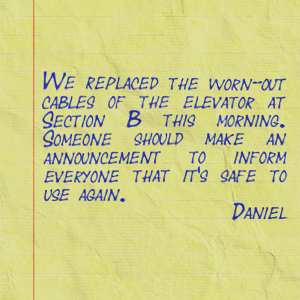 We replaced the worn-out
cables of the elevator at
Section B this morning.
Someone should make an
announcement to inform
everyone that it's safe to
use again.
Daniel